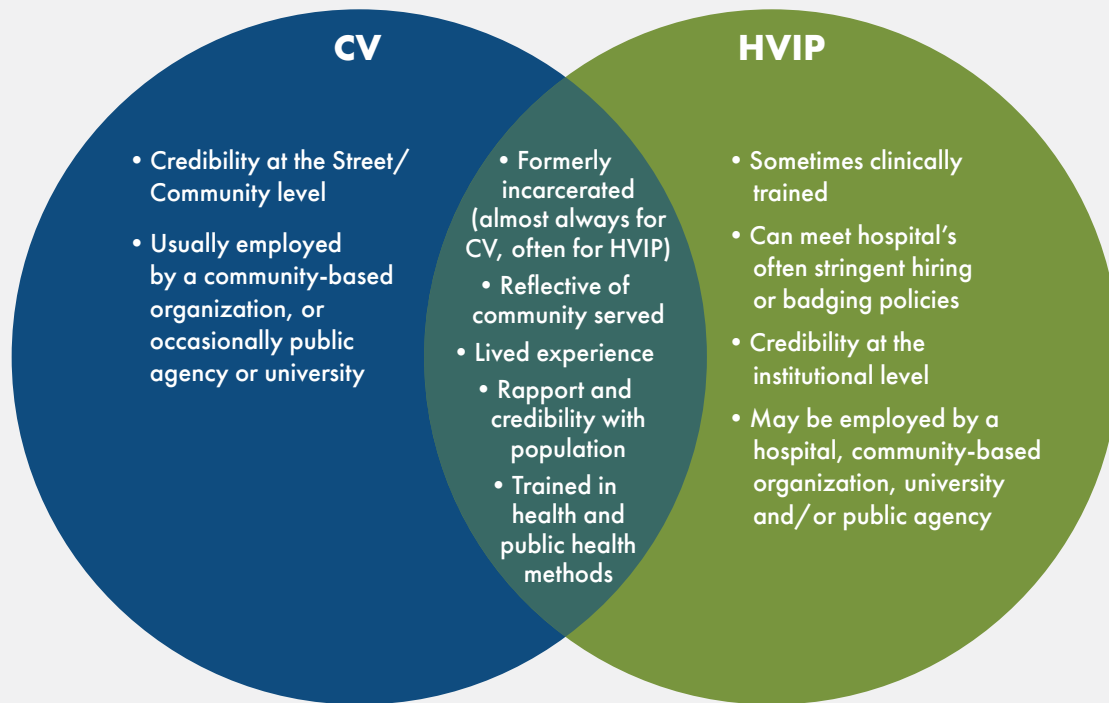 CV
• Credibility at the Street/
Community level
• Usually employed
by a community-based
organization, or
occasionally public
agency or university
• Formerly
incarcerated
(almost always for
CV, often for HVIP)
• Reflective of
community served
• Lived experience
• Rapport and
credibility with
population
• Trained in
health and
public health
methods
HVIP
• Sometimes clinically
trained
• Can meet hospital’s
often stringent hiring
or badging policies
• Credibility at the
institutional level
• May be employed by a
hospital, community-based
organization, university
and/or public agency